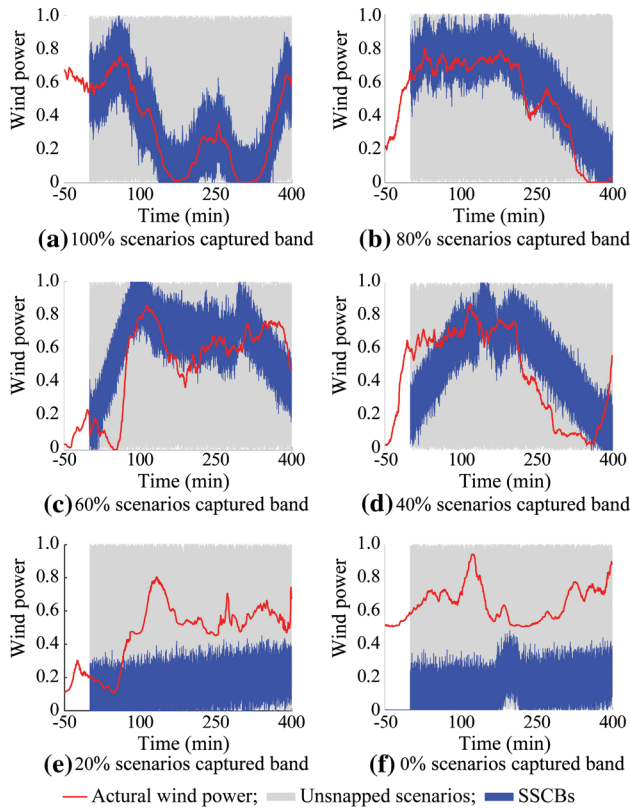 Wind power
1.0
0.8
0.6
0.4
0.2
0
-50 100 250 400
Time (min)
(a) 100% scenarios captured band
Wind power
1.0
0.8
0.6
0.4
0.2
0
-50 100 250 400
Time (min)
(b) 80% scenarios captured band
Wind power
1.0
0.8
0.6
0.4
0.2
0
-50 100 250 400
Time (min)
(c) 60% scenarios captured band
Wind power
1.0
0.8
0.6
0.4
0.2
0
-50 100 250 400
Time (min)
(d) 40% scenarios captured band
Wind power
1.0
0.8
0.6
0.4
0.2
0
-50 100 250 400
Time (min)
(e) 20% scenarios captured band
Wind power
1.0
0.8
0.6
0.4
0.2
0
-50 100 250 400
Time (min)
(f) 0% scenarios captured band
Actural wind power; Unsnapped scenarios; SSCBs